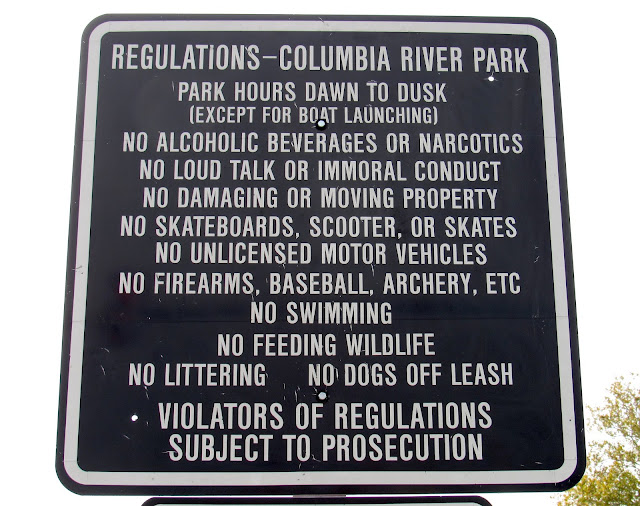 REGULATIONS-COLUMBIA RIVER PARK
PARK HOURS DAWN TO DUSK
(EXCEPT FOR BOAT LAUNCHING)
NO ALCOHOLIC BEVERAGES OR NARCOTICS
NO LOUD TALK OR IMMORAL CONDUCT
NO DAMAGING OR MOVING PROPERTY
NO SKATEBOARDS, SCOOTER, OR SKATES
NO UNLICENSED MOTOR VEHICLES
NO FIREARMS, BASEBALL, ARCHERY, ETC
NO SWIMMING
NO FEEDING WILDLIFE
NO LITTERING NO DOGS OFF LEASH
VIOLATORS OF REGULATIONS
SUBJECT TO PROSECUTION